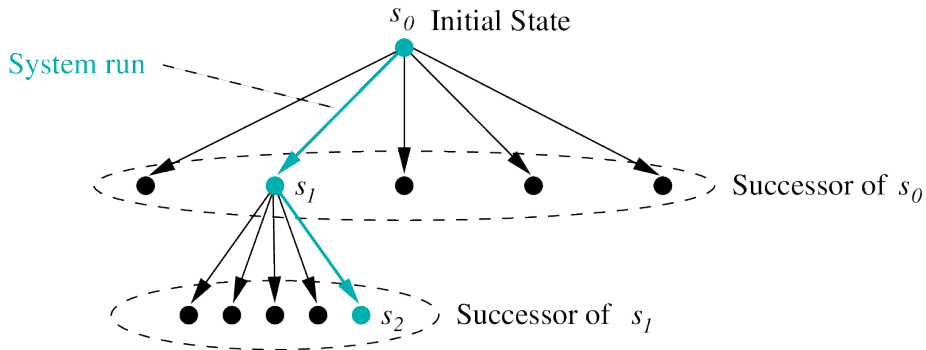 s0 Initial State
System run
s1
Successor of s0
s2
Successor of s1